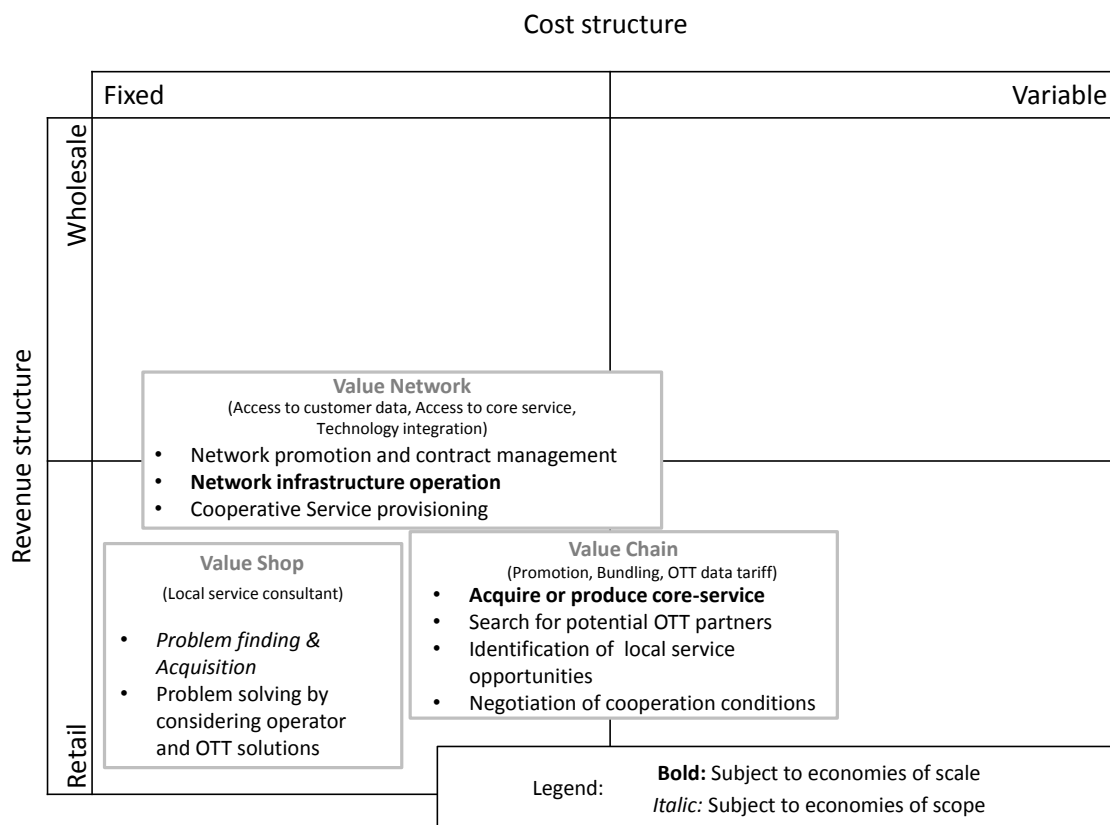 Cost structure
Fixed
Variable
Revenue structure
Wholesale
Retail
Value Network
(Access to customer data, Access to core service,
Technology integration)
• Network promotion and contract management
• Network infrastructure operation
• Cooperative Service provisioning
Value Shop
(Local service consultant)
• Problem finding &
Acquisition
• Problem solving by
considering operator
and OTT solutions
Value Chain
(Promotion, Bundling, OTT data tariff)
• Acquire or produce core-service
• Search for potential OTT partners
• Identification of local service
opportunities
• Negotiation of cooperation conditions
Legend:
Bold: Subject to economies of scale
Italic: Subject to economies of scope